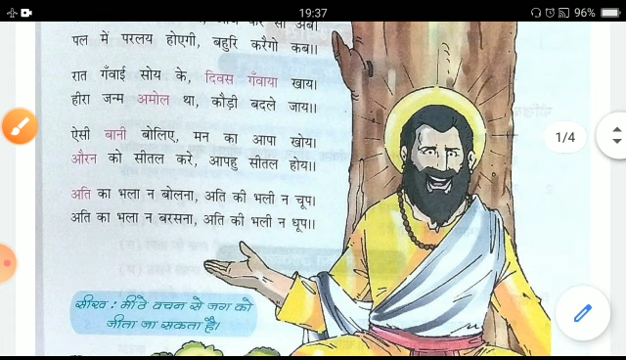 19:37
96%
पल में परलय होएगी, बहुरि करैगो कब॥
रात गँवाई सोय के, दिवस गँवाया खाय।
हीरा जन्म अमोल था, कौड़ी बदले जाय॥
ऐसी बानी बोलिए, मन का आपा खोय।
औरन को सीतल करे, आपहु सीतल होय॥
अति का भला न बोलना, अति की भली न चूप।
अति का भला न बरसना, अति की भली न धूप॥
सीख : मीठे वचन से जग को
जीता जा सकता है।
1/4